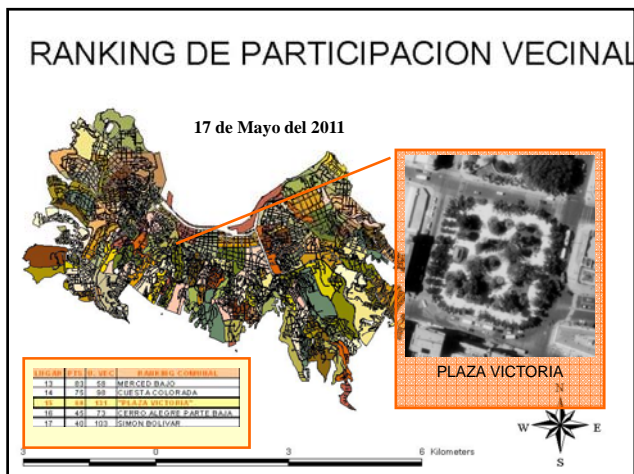 RANKING DE PARTICIPACION VECINAL
17 de Mayo del 2011
PLAZA VICTORIA
LUGAR PTS U. VEC RANKING COMUNAL
13 83 58 MERCED BAJO
14 75 98 CUESTA COLORADA
15 68 131 "PLAZA VICTORIA"
16 45 73 CERRO ALEGRE PARTE BAJA
17 40 103 SIMON BOLIVAR
N
W E
S
3 0 3 6 Kilometers